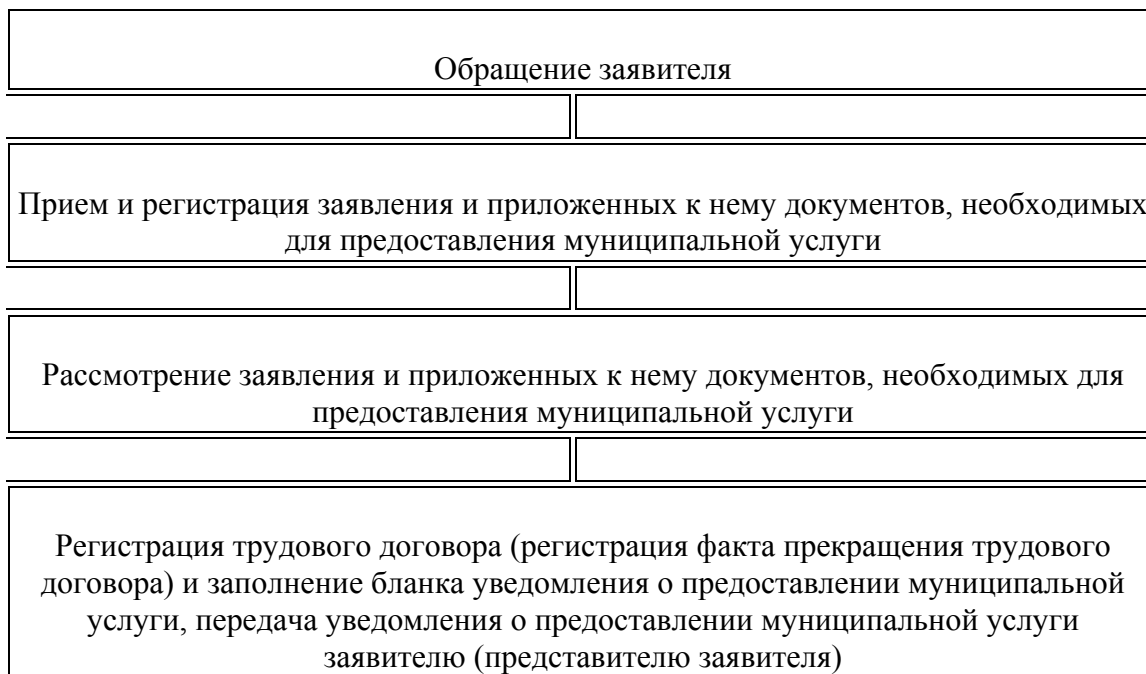 Обращение заявителя
Прием и регистрация заявления и приложенных к нему документов, необходимых
для предоставления муниципальной услуги
Рассмотрение заявления и приложенных к нему документов, необходимых для
предоставления муниципальной услуги
Регистрация трудового договора (регистрация факта прекращения трудового
договора) и заполнение бланка уведомления о предоставлении муниципальной
услуги, передача уведомления о предоставлении муниципальной услуги
заявителю (представителю заявителя)